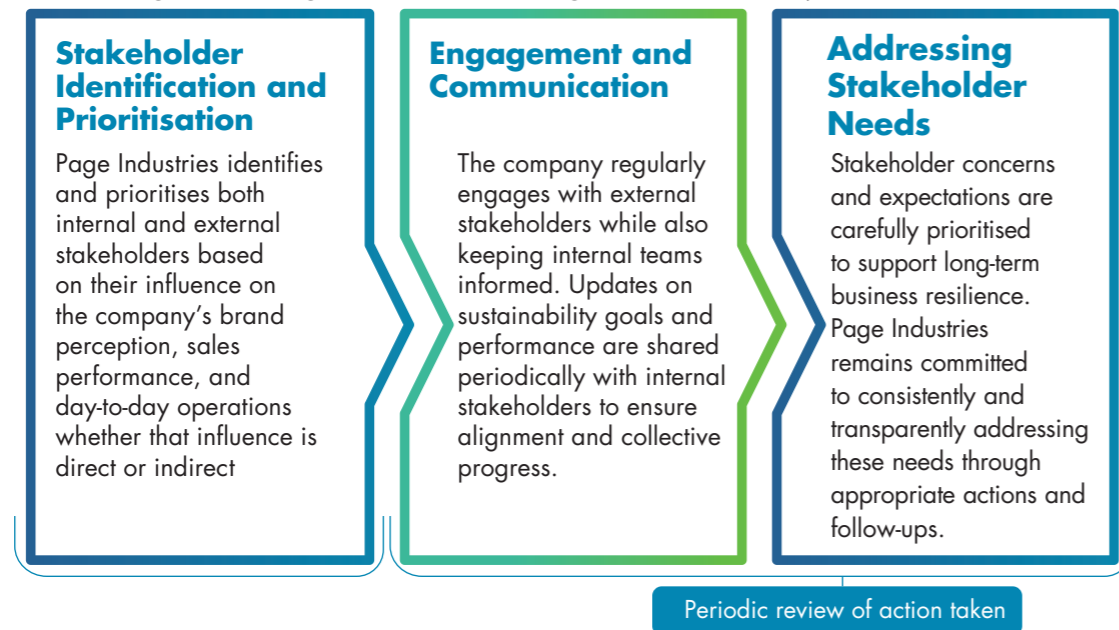 Stakeholder
Identification and
Prioritisation
Page Industries identifies
and prioritises both
internal and external
stakeholders based
on their influence on
the company’s brand
perception, sales
performance, and
day-to-day operations
whether that influence is
direct or indirect
Engagement and
Communication
The company regularly
engages with external
stakeholders while also
keeping internal teams
informed. Updates on
sustainability goals and
performance are shared
periodically with internal
stakeholders to ensure
alignment and collective
progress.
Addressing
Stakeholder
Needs
Stakeholder concerns
and expectations are
carefully prioritised
to support long-term
business resilience.
Page Industries
remains committed
to consistently and
transparently addressing
these needs through
appropriate actions and
follow-ups.
Periodic review of action taken